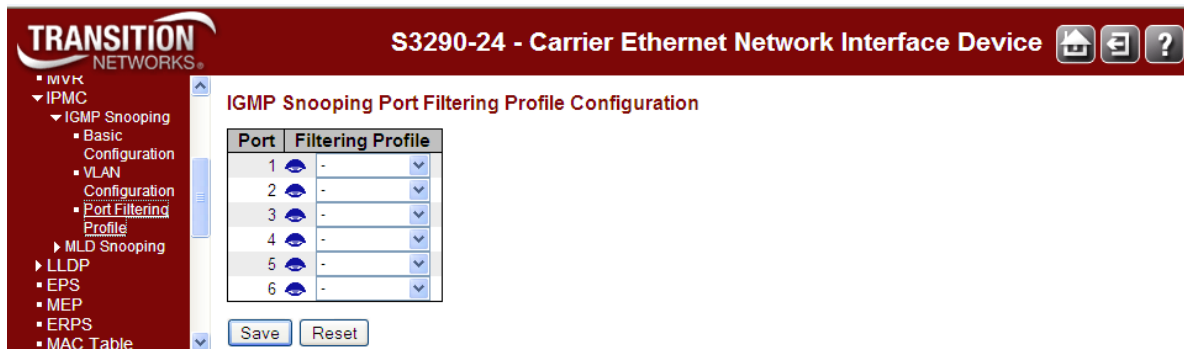 TRANSITION
NETWORKS®
S3290-24 - Carrier Ethernet Network Interface Device
?
MVR
IPMC
IGMP Snooping
Basic
Configuration
VLAN
Configuration
Port Filtering
Profile
MLD Snooping
LLDP
EPS
MEP
ERPS
MAC Table
IGMP Snooping Port Filtering Profile Configuration
Port Filtering Profile
1 -
2 -
3 -
4 -
5 -
6 -
Save Reset